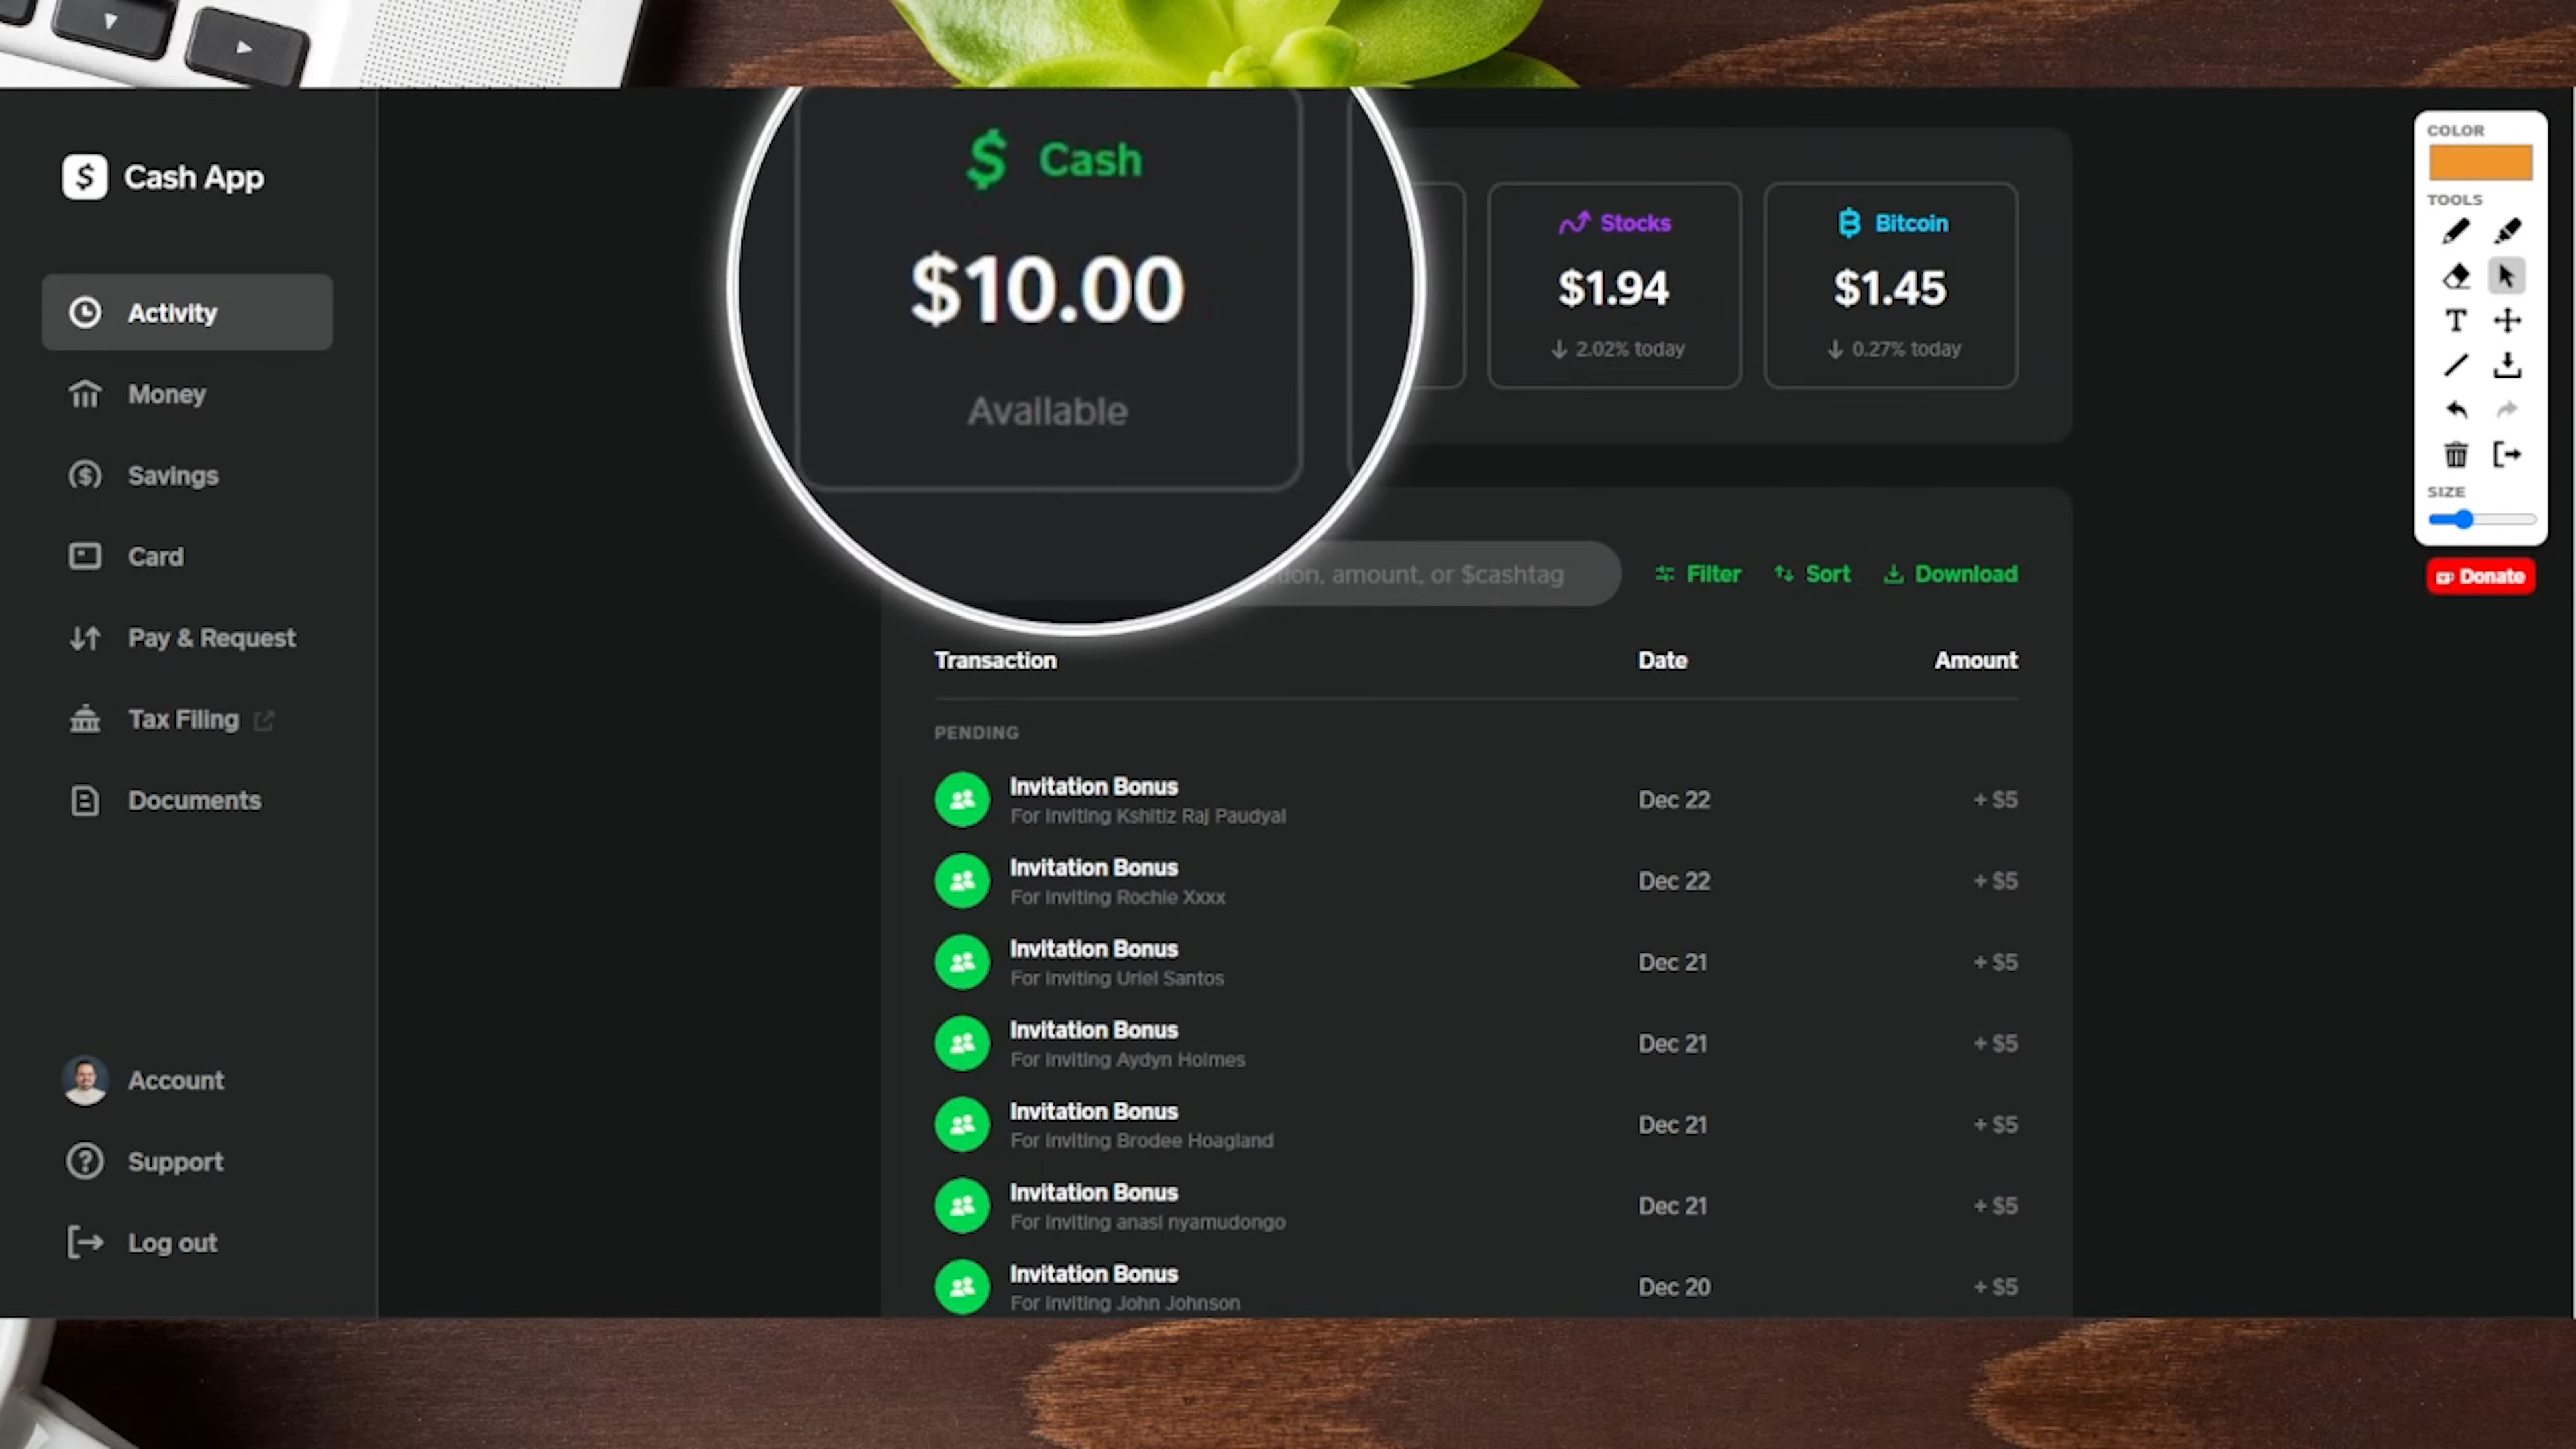 Cash App
Activity
Money
Savings
Card
Pay & Request
Tax Filing
Documents
Account
Support
Log out
$ Cash
$10.00
Available
Stocks
$1.94
2.02% today
Bitcoin
$1.45
0.27% today
amount, or $cashtag
Filter
Sort
Download
Transaction Date Amount
PENDING
Invitation Bonus
For inviting Kshitiz Raj Paudyal
Dec 22
+ $5
Invitation Bonus
For inviting Rochie Xxxx
Dec 22
+ $5
Invitation Bonus
For inviting Uriel Santos
Dec 21
+ $5
Invitation Bonus
For inviting Aydyn Holmes
Dec 21
+ $5
Invitation Bonus
For inviting Brodee Hoagland
Dec 21
+ $5
Invitation Bonus
For inviting anasi nyamudongo
Dec 21
+ $5
Invitation Bonus
For inviting John Johnson
Dec 20
+ $5
COLOR
TOOLS
T
SIZE
Donate